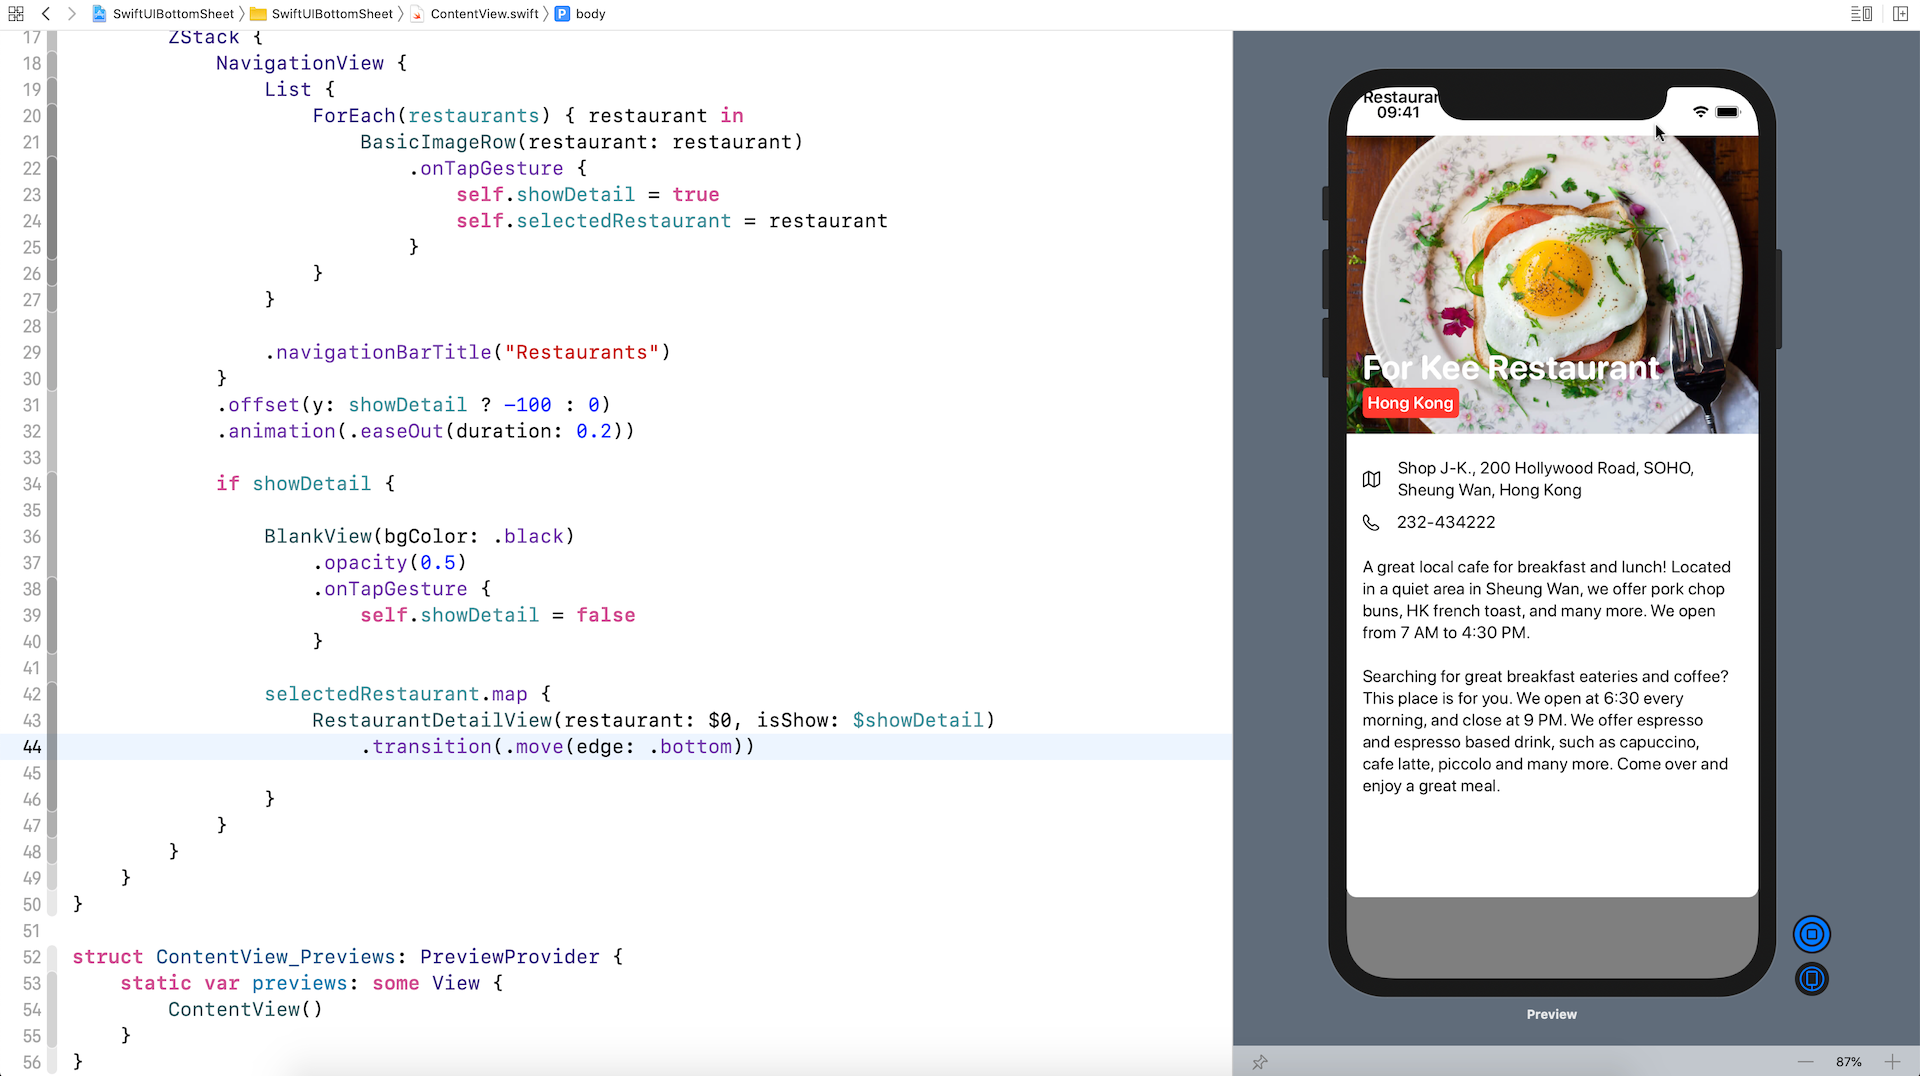 SwiftUIBottomSheet SwiftUIBottomSheet ContentView.swift P body
17 ZStack {
18 NavigationView {
19 List {
20 ForEach(restaurants) { restaurant in
21 BasicImageRow(restaurant: restaurant)
22 .onTapGesture {
23 self.showDetail = true
24 self.selectedRestaurant = restaurant
25 }
26 }
27 }
28
29 .navigationBarTitle("Restaurants")
30 }
31 .offset(y: showDetail ? -100 : 0)
32 .animation(.easeOut(duration: 0.2))
33
34 if showDetail {
35
36 BlankView(bgColor: .black)
37 .opacity(0.5)
38 .onTapGesture {
39 self.showDetail = false
40 }
41
42 selectedRestaurant.map {
43 RestaurantDetailView(restaurant: $0, isShow: $showDetail)
44 .transition(.move(edge: .bottom))
45
46 }
47 }
48 }
49 }
50 }
51
52 struct ContentView_Previews: PreviewProvider {
53 static var previews: some View {
54 ContentView()
55 }
56 }
Restauran
09:41
For Kee Restaurant
Hong Kong
Shop J-K., 200 Hollywood Road, SOHO,
Sheung Wan, Hong Kong
232-434222
A great local cafe for breakfast and lunch! Located
in a quiet area in Sheung Wan, we offer pork chop
buns, HK french toast, and many more. We open
from 7 AM to 4:30 PM.
Searching for great breakfast eateries and coffee?
This place is for you. We open at 6:30 every
morning, and close at 9 PM. We offer espresso
and espresso based drink, such as capuccino,
cafe latte, piccolo and many more. Come over and
enjoy a great meal.
Preview
87%